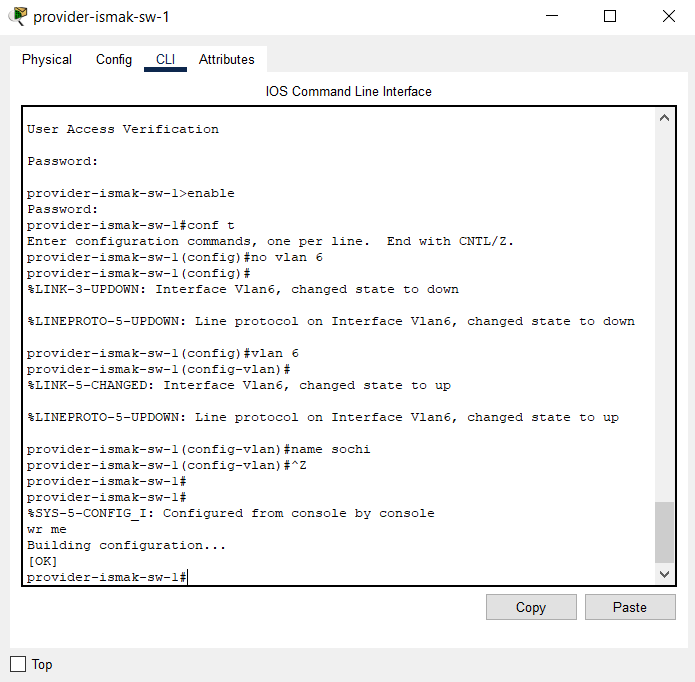 provider-ismak-sw-1
Physical Config CLI Attributes
IOS Command Line Interface
User Access Verification
Password:
provider-ismak-sw-1>enable
Password:
provider-ismak-sw-1#conf t
Enter configuration commands, one per line.  End with CNTL/Z.
provider-ismak-sw-1(config)#no vlan 6
provider-ismak-sw-1(config)#
%LINK-3-UPDOWN: Interface Vlan6, changed state to down
%LINEPROTO-5-UPDOWN: Line protocol on Interface Vlan6, changed state to down
provider-ismak-sw-1(config)#vlan 6
provider-ismak-sw-1(config-vlan)#
%LINK-5-CHANGED: Interface Vlan6, changed state to up
%LINEPROTO-5-UPDOWN: Line protocol on Interface Vlan6, changed state to up
provider-ismak-sw-1(config-vlan)#name sochi
provider-ismak-sw-1(config-vlan)#^Z
provider-ismak-sw-1#
provider-ismak-sw-1#
%SYS-5-CONFIG_I: Configured from console by console
wr me
Building configuration...
[OK]
provider-ismak-sw-1#
Copy Paste
Top